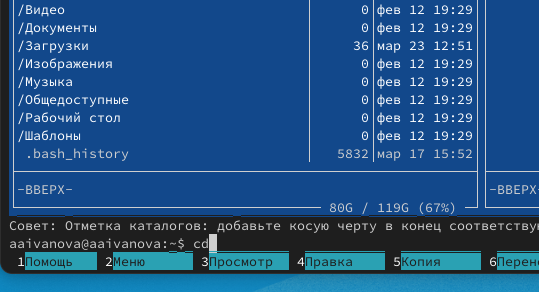 /Видео 0 фев 12 19:29
/Документы 0 фев 12 19:29
/Загрузки 36 мар 23 12:51
/Изображения 0 фев 12 19:29
/Музыка 0 фев 12 19:29
/Общедоступные 0 фев 12 19:29
/Рабочий стол 0 фев 12 19:29
/Шаблоны 0 фев 12 19:29
.bash_history 5832 мар 17 15:52
-ВВЕРХ- -ВВЕРХ
80G / 119G (67%)
Совет: Отметка каталогов: добавьте косую черту в конец соответствую
aaivanova@aaivanova:~$ cd
1Помощь 2Меню 3Просмотр 4Правка 5Копия 6Перен